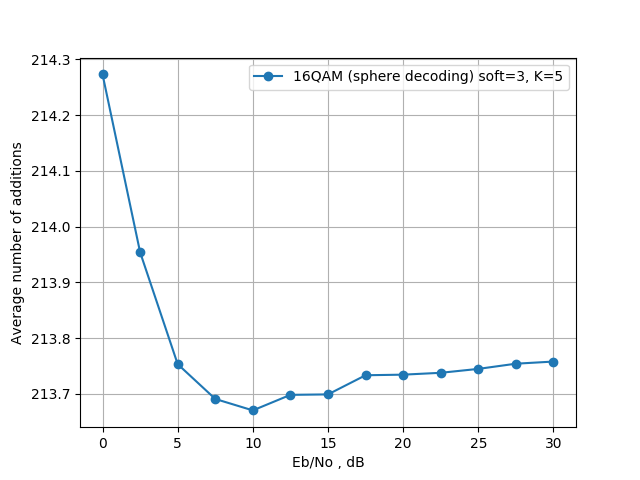 16QAM (sphere decoding) soft=3, K=5
Average number of additions
214.3
214.2
214.1
214.0
213.9
213.8
213.7
0 5 10 15 20 25 30
Eb/No , dB